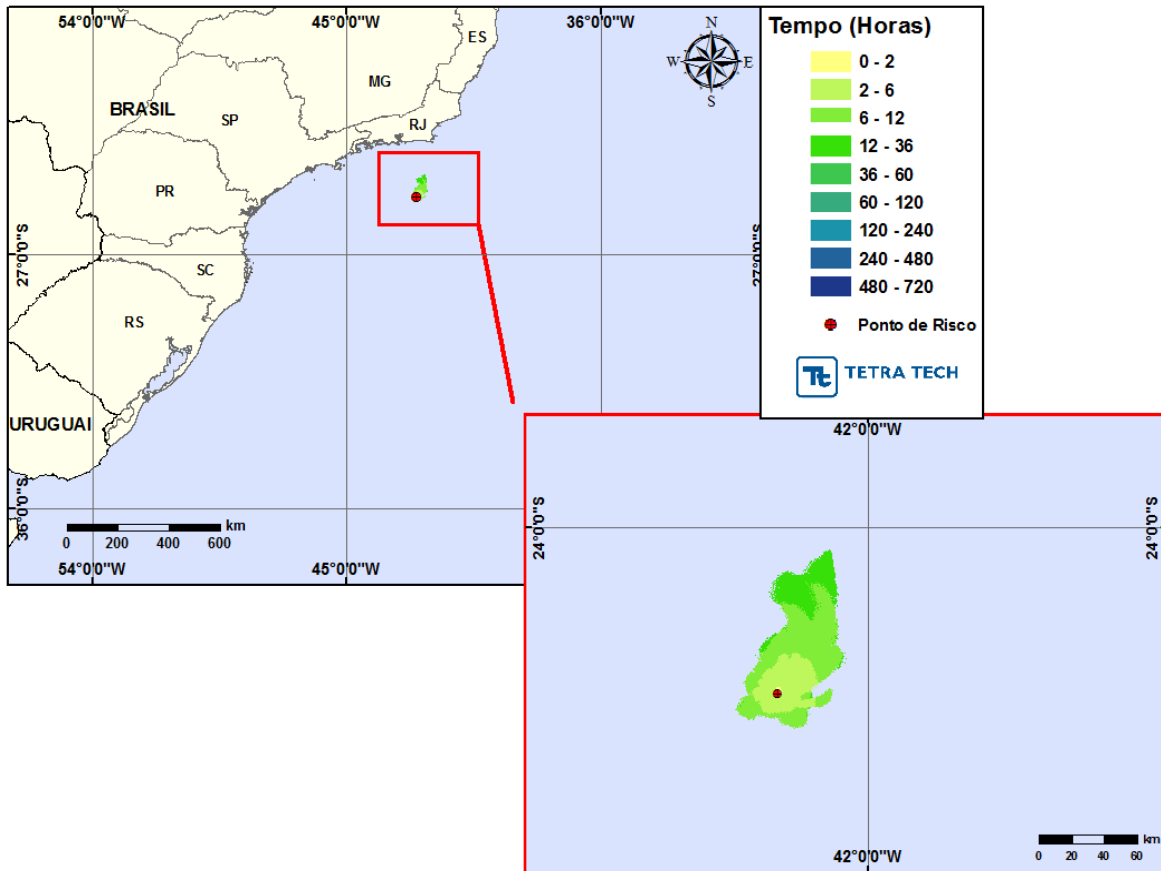 54°0'0"W
45°0'0"W
36°0'0"W
ES
MG
BRASIL
SP
RJ
PR
SC
RS
URUGUAI
27°0'0"S
27°0'0"S
36°0'0"S
N
W
E
S
km
0 200 400 600
54°0'0"W
45°0'0"W
Tempo (Horas)
0 - 2
2 - 6
6 - 12
12 - 36
36 - 60
60 - 120
120 - 240
240 - 480
480 - 720
Ponto de Risco
Tt TETRA TECH
42°0'0"W
24°0'0"S
24°0'0"S
km
0 20 40 60
42°0'0"W